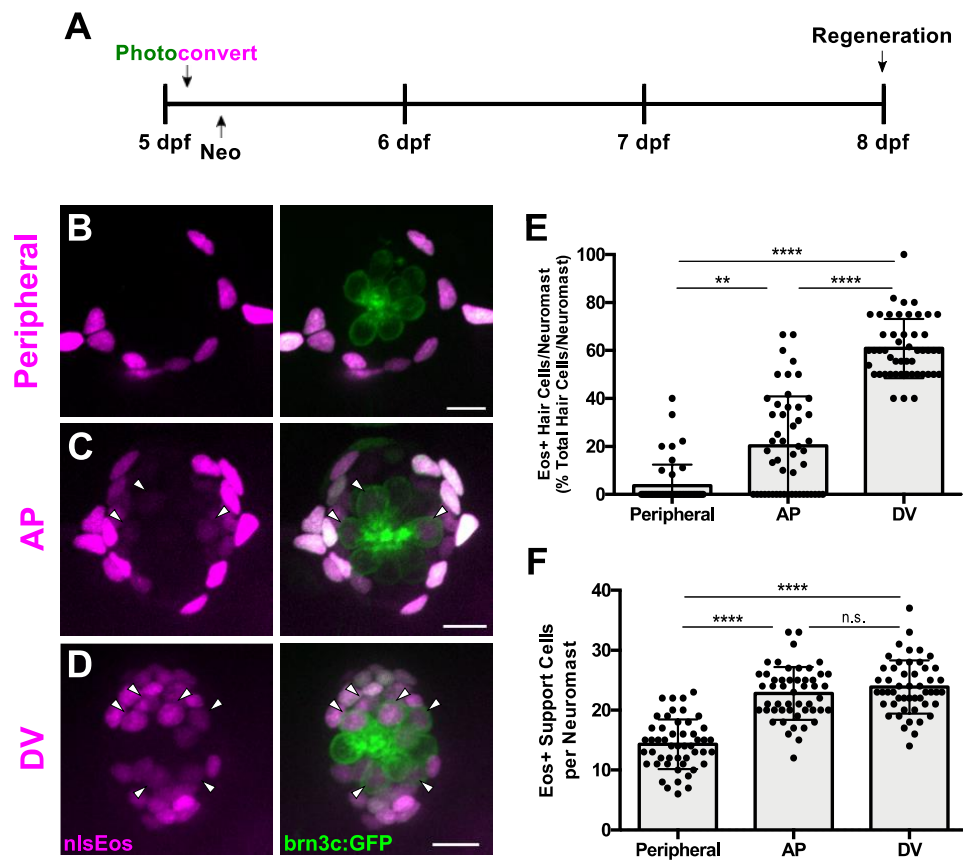 A
Photoconvert
Regeneration
5 dpf
Neo
6 dpf
7 dpf
8 dpf
Peripheral
B
AP
C
DV
D
nlsEos
brn3c:GFP
E
Eos+ Hair Cells/Neuromast
(% Total Hair Cells/Neuromast)
100
80
60
40
20
0
****
**
****
Peripheral
AP
DV
F
Eos+ Support Cells
per Neuromast
40
30
20
10
0
****
****
n.s.
Peripheral
AP
DV